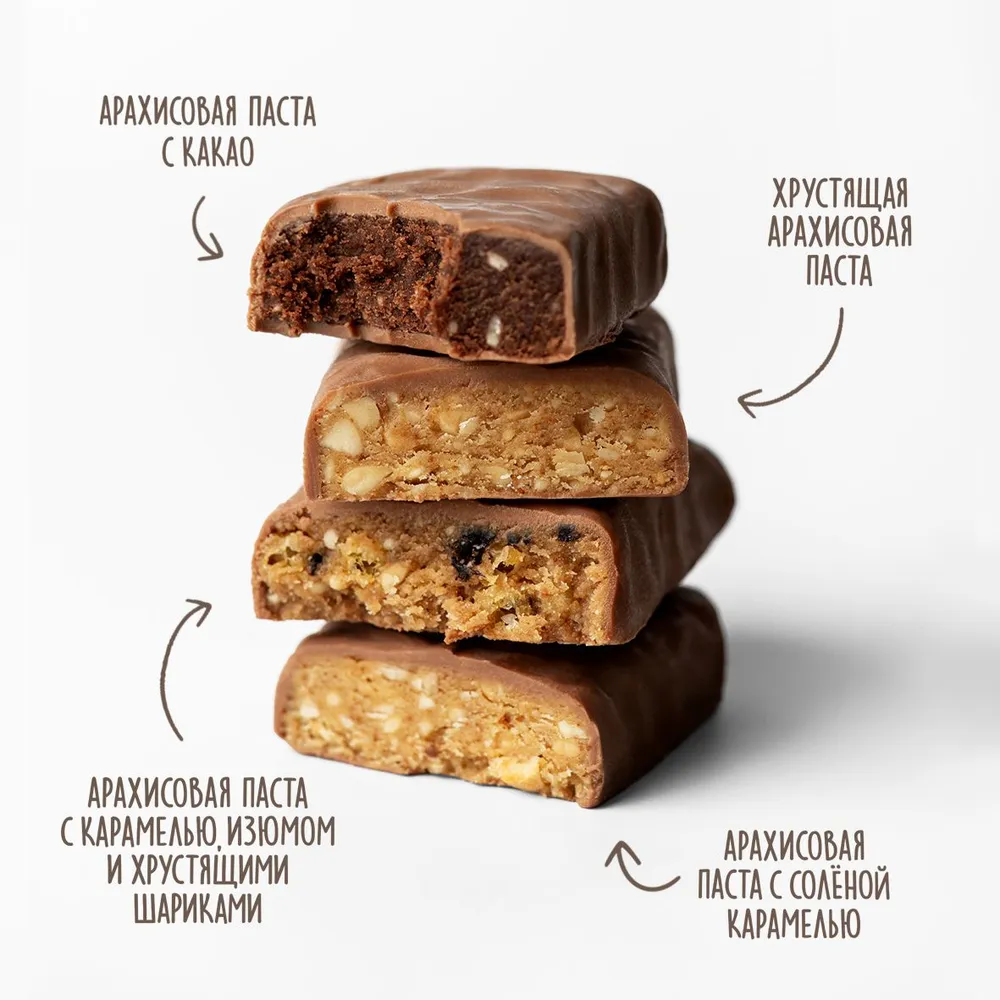 АРАХИСОВАЯ ПАСТА
С КАКАО
ХРУСТЯЩАЯ
АРАХИСОВАЯ
ПАСТА
АРАХИСОВАЯ ПАСТА
С КАРАМЕЛЬЮ, ИЗЮМОМ
И ХРУСТЯЩИМИ
ШАРИКАМИ
АРАХИСОВАЯ
ПАСТА С СОЛЁНОЙ
КАРАМЕЛЬЮ